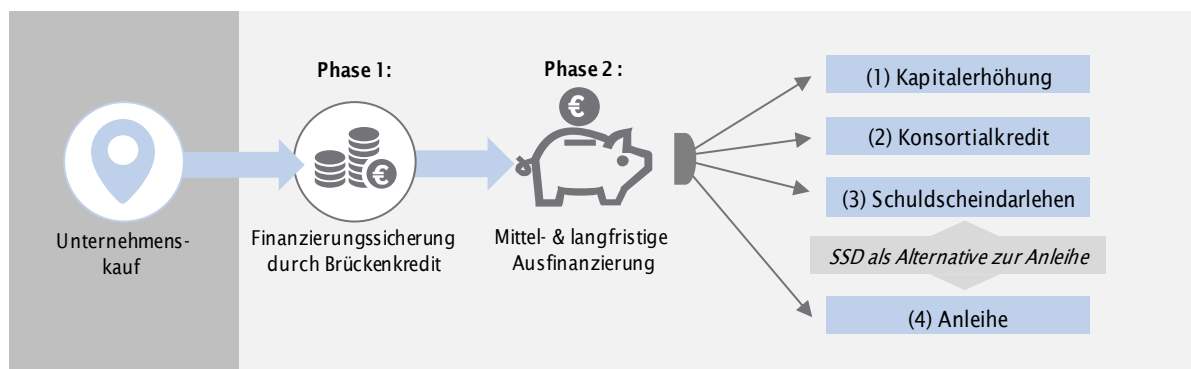 Unternehmens-
kauf
Phase 1:
€
Finanzierungssicherung
durch Brückenkredit
Phase 2 :
€
Mittel- & langfristige
Ausfinanzierung
(1) Kapitalerhöhung
(2) Konsortialkredit
(3) Schuldscheindarlehen
SSD als Alternative zur Anleihe
(4) Anleihe